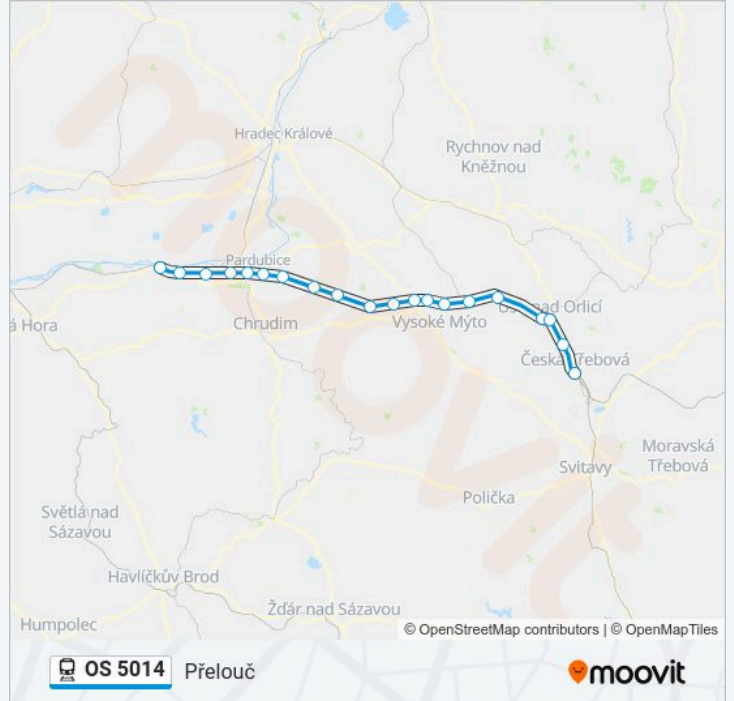 Hradec Králové
Rychnov nad
Kněžnou
Pardubice
á Hora
Chrudim
Vysoké Mýto
nad Orlicí
Česká Třebová
Moravská
Třebová
Svitavy
Polička
Světlá nad
Sázavou
Havlíčkův Brod
Žďár nad Sázavou
Humpolec
© OpenStreetMap contributors | © OpenMapTiles
OS 5014 Přelouč
moovit